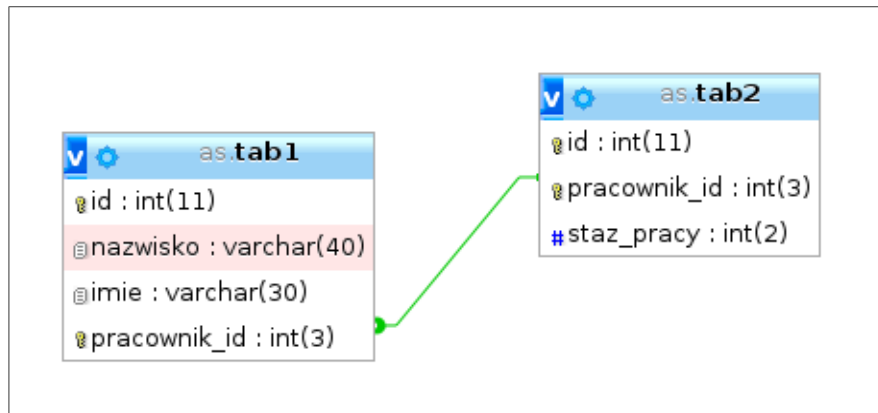 v as.tab1
id : int(11)
nazwisko : varchar(40)
imie : varchar(30)
pracownik_id : int(3)
v as.tab2
id : int(11)
pracownik_id : int(3)
# staz_pracy : int(2)